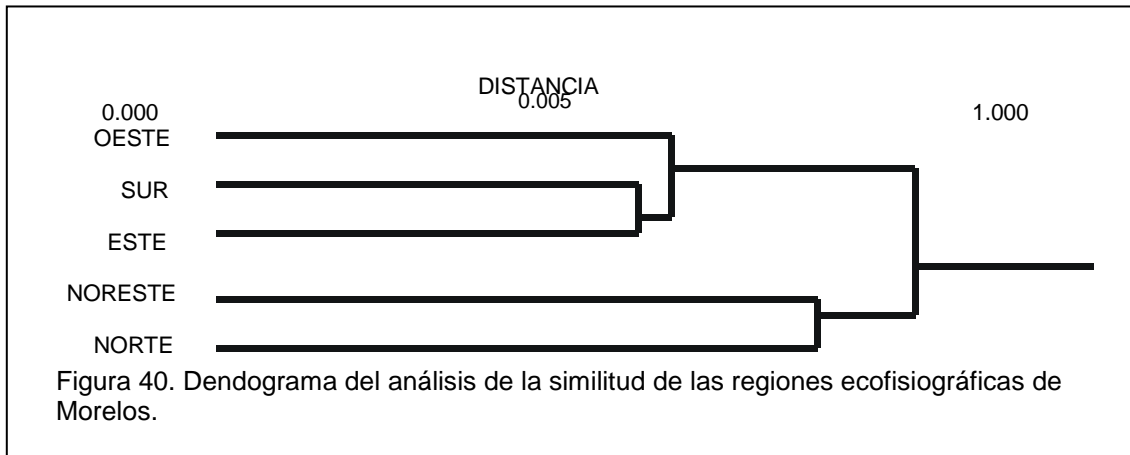 DISTANCIA
0.000 0.005 1.000
OESTE
SUR
ESTE
NORESTE
NORTE
Figura 40. Dendograma del análisis de la similitud de las regiones ecofisiográficas de
Morelos.